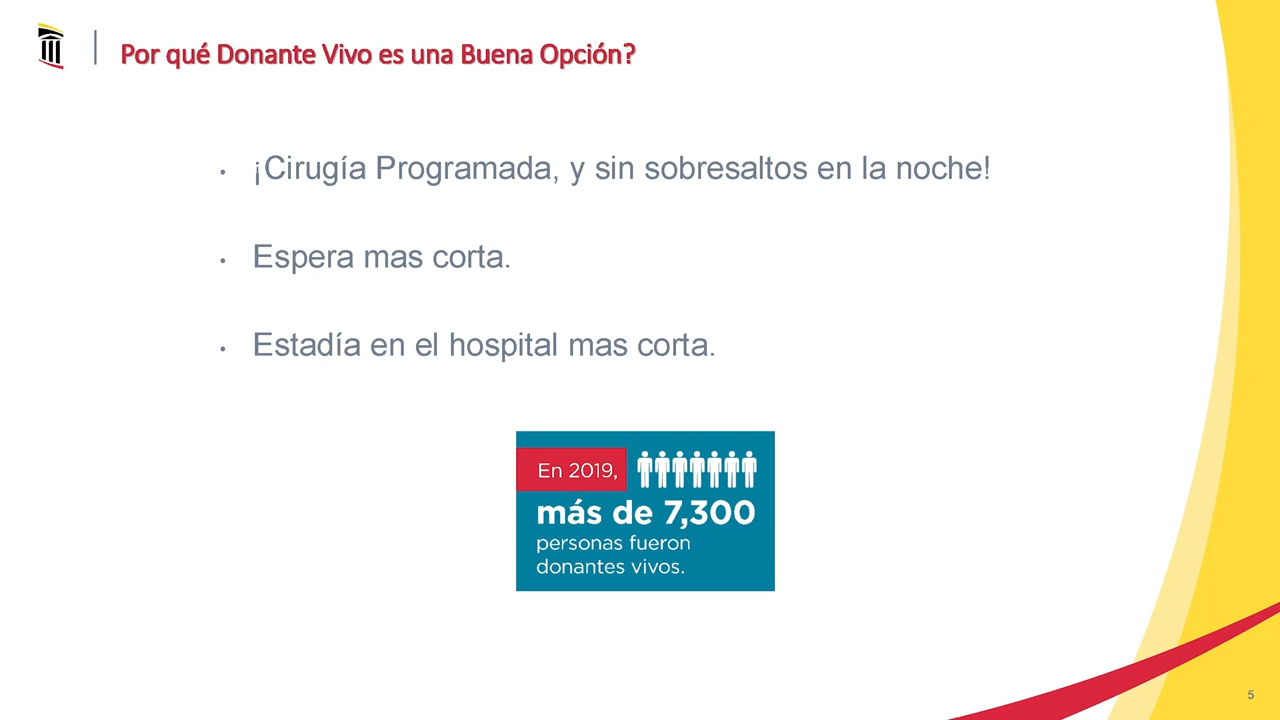 Por qué Donante Vivo es una Buena Opción?
• ¡Cirugía Programada, y sin sobresaltos en la noche!
• Espera mas corta.
• Estadía en el hospital mas corta.
En 2019,
más de 7,300
personas fueron
donantes vivos.
5